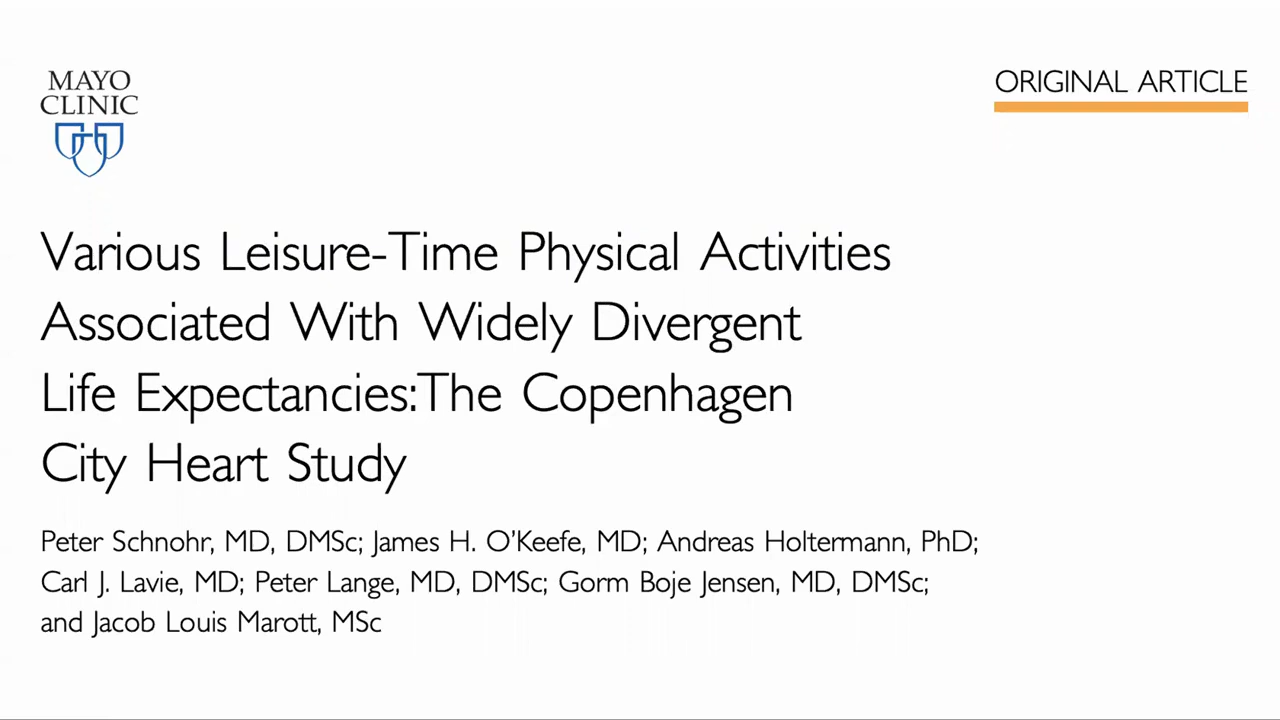 MAYO
CLINIC
ORIGINAL ARTICLE
Various Leisure-Time Physical Activities
Associated With Widely Divergent
Life Expectancies:The Copenhagen
City Heart Study
Peter Schnohr, MD, DMSc; James H. O’Keefe, MD; Andreas Holtermann, PhD;
Carl J. Lavie, MD; Peter Lange, MD, DMSc; Gorm Boje Jensen, MD, DMSc;
and Jacob Louis Marott, MSc